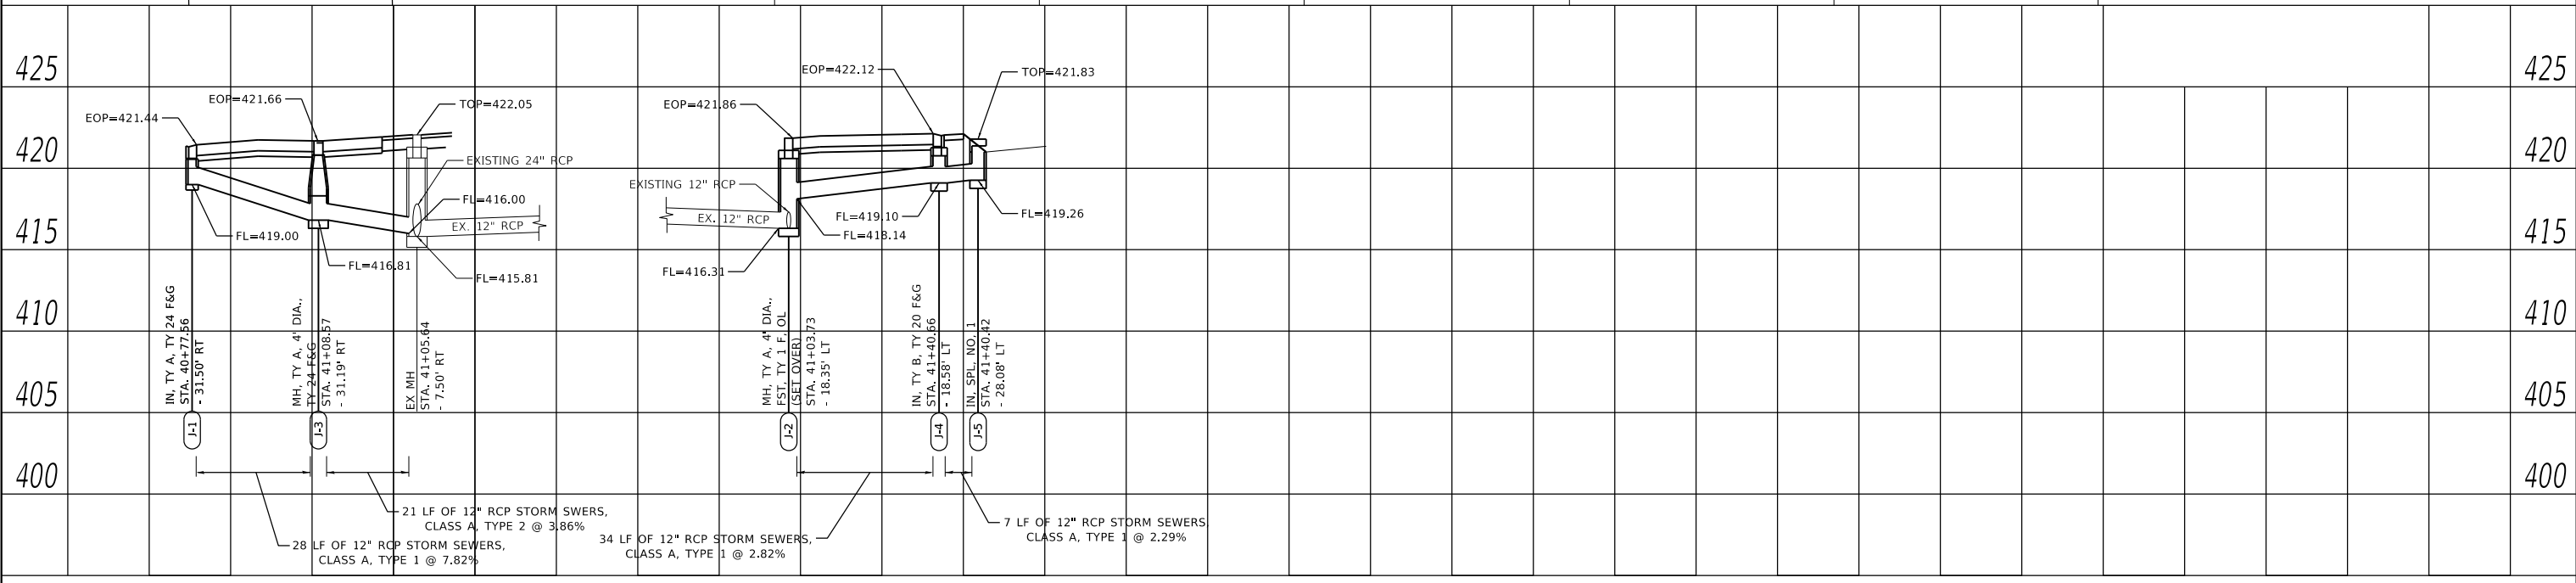 425
425
EOP=422.12
TOP=421.83
EOP=421.66
TOP=422.05
EOP=421.86
EOP=421.44
420
420
EXISTING 24" RCP
EXISTING 12" RCP
FL=416.00
EX. 12" RCP
EX. 12" RCP
FL=419.10
FL=419.26
415
415
FL=419.00
FL=418.14
FL=416.81
FL=415.81
FL=416.31
410
410
IN, TY A, TY 24 F&G
STA. 40+77.56
- 31.50' RT
MH, TY A, 4' DIA.,
TY 24 F&G
STA. 41+08.57
- 31.19' RT
EX MH
STA. 41+05.64
- 7.50' RT
MH, TY A, 4' DIA.,
FST, TY 1 F, OL
(SET OVER)
STA. 41+03.73
- 18.35' LT
IN, TY B, TY 20 F&G
STA. 41+40.66
- 18.58' LT
IN, SPL, NO. 1
STA. 41+40.42
- 28.08' LT
405
405
J-1
J-3
J-2
J-4
J-5
400
400
21 LF OF 12" RCP STORM SWERS,
CLASS A, TYPE 2 @ 3.86%
28 LF OF 12" RCP STORM SEWERS,
CLASS A, TYPE 1 @ 7.82%
34 LF OF 12" RCP STORM SEWERS,
CLASS A, TYPE 1 @ 2.82%
7 LF OF 12" RCP STORM SEWERS,
CLASS A, TYPE 1 @ 2.29%